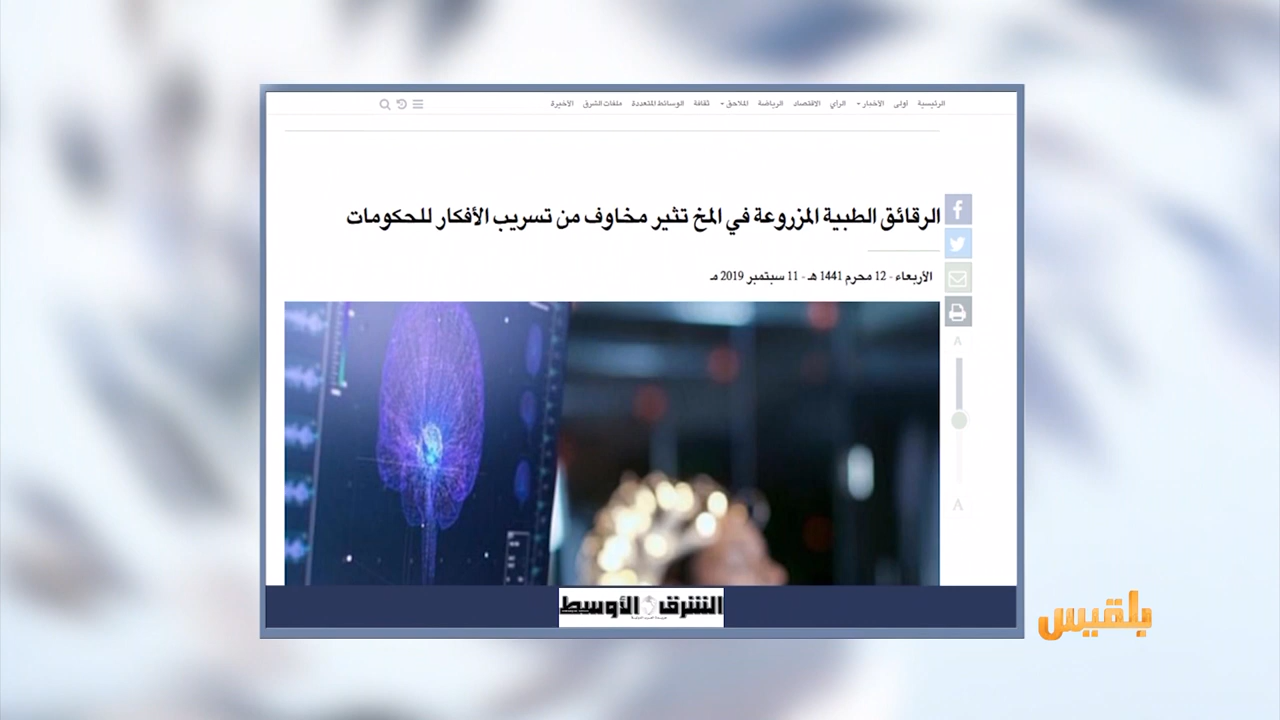 الرئيسية أولى الأخبار الرأي الاقتصاد الرياضة الملاحق ثقافة الوسائط المتعددة ملفات الشرق الأخيرة
الرقائق الطبية المزروعة في المخ تثير مخاوف من تسريب الأفكار للحكومات
الأربعاء - 12 محرم 1441 هـ - 11 سبتمبر 2019 مـ
A
A
الشرق الأوسط
بلقيس